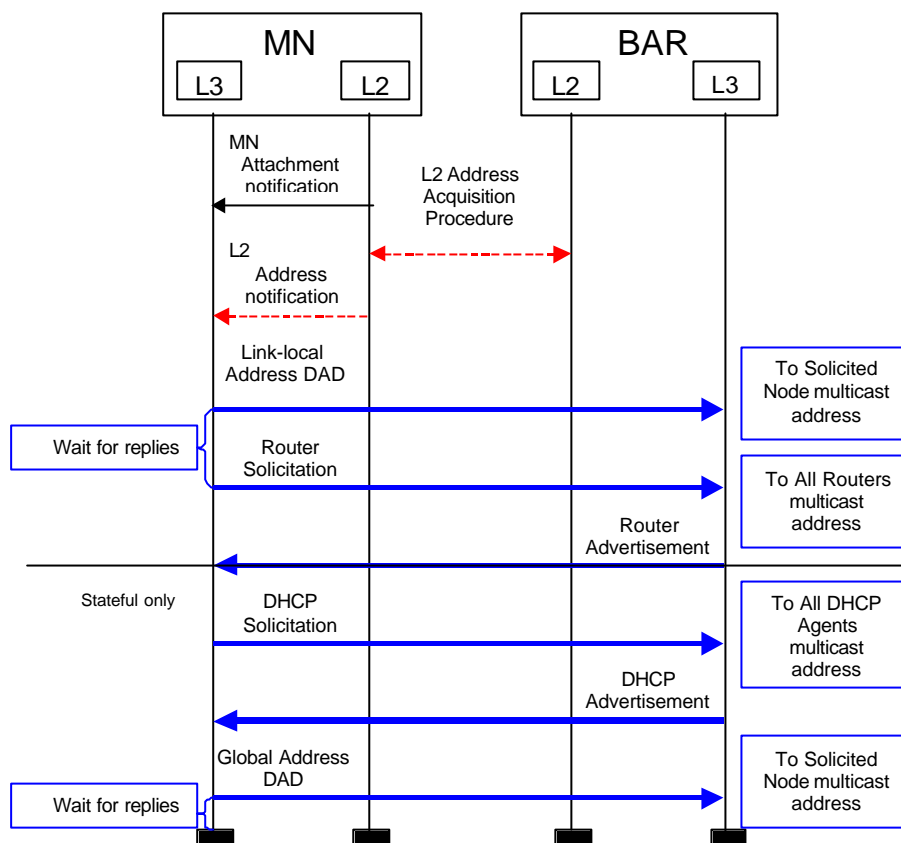 MN
BAR
L3
L2
L2
L3
MN
Attachment
notification
L2 Address
Acquisition
Procedure
L2
Address
notification
Link-local
Address DAD
To Solicited
Node multicast
address
Wait for replies
Router
Solicitation
To All Routers
multicast
address
Router
Advertisement
Stateful only
DHCP
Solicitation
To All DHCP
Agents
multicast
address
DHCP
Advertisement
Global Address
DAD
To Solicited
Node multicast
address
Wait for replies